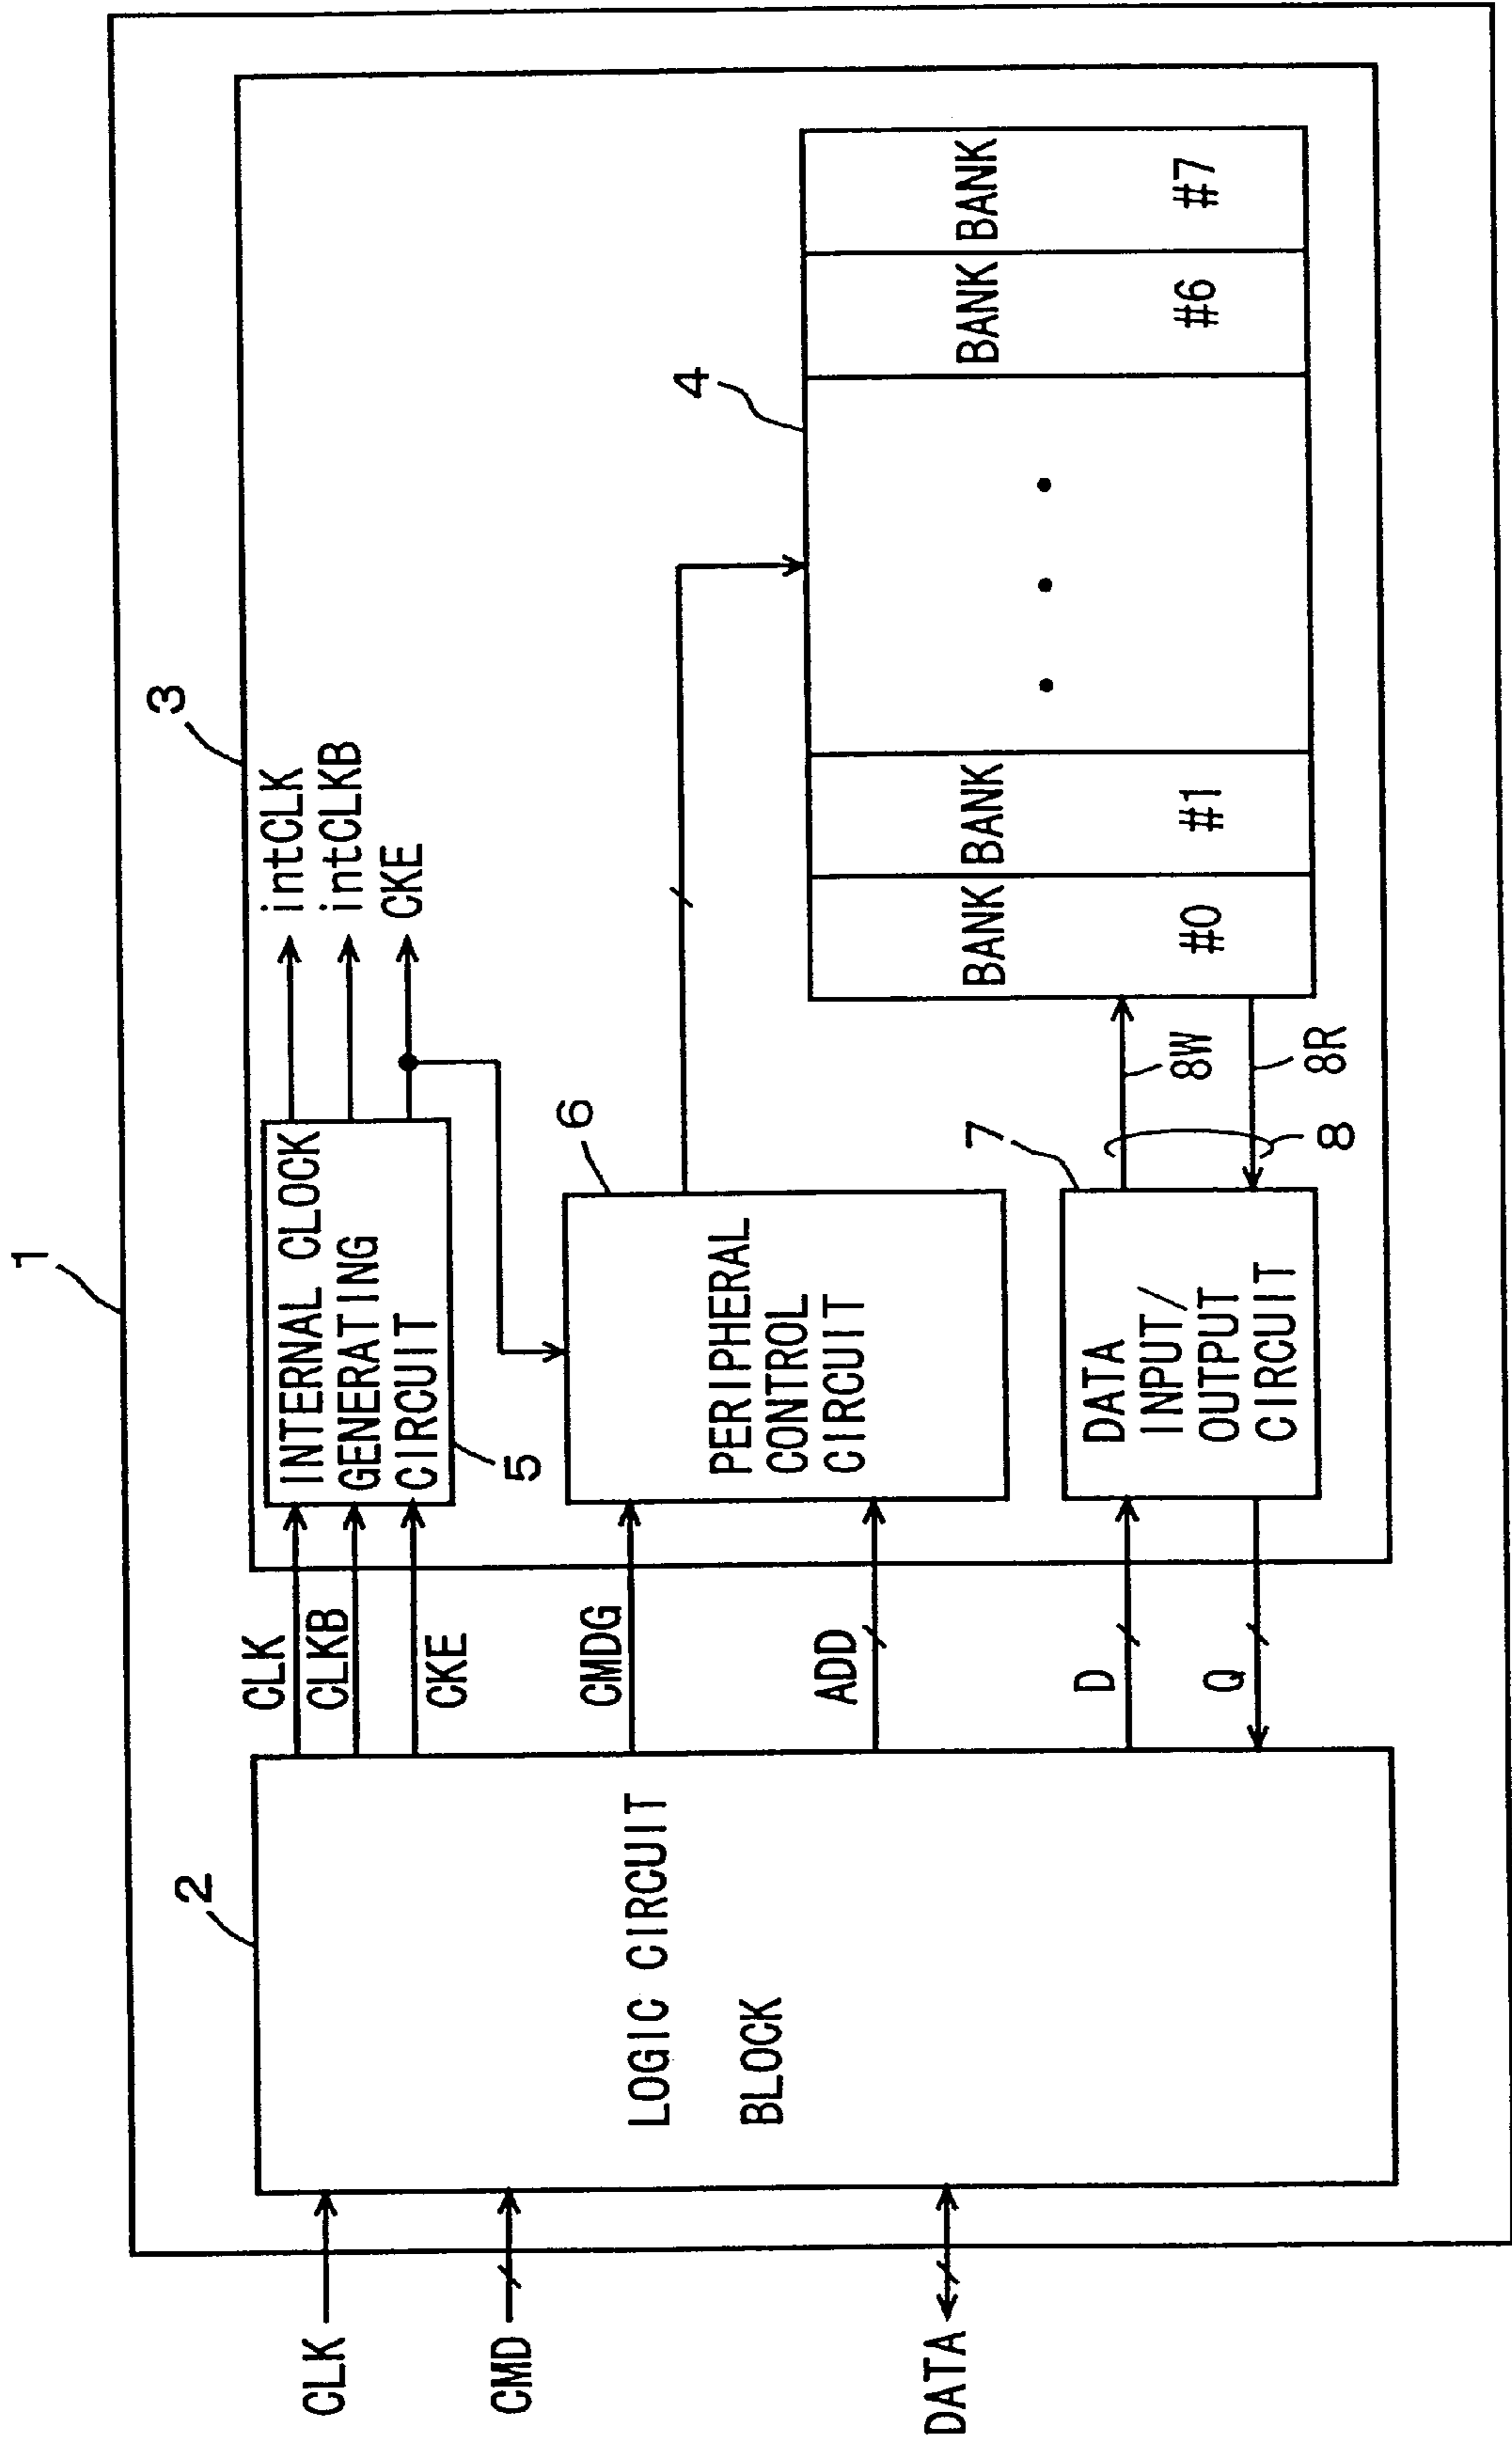 1
3
2
CLK
CMD
DATA
LOGIC CIRCUIT
BLOCK
CLK
CLKB
CKE
CMDG
ADD
D
Q
INTERNAL CLOCK
GENERATING
CIRCUIT
5
intCLK
intCLKB
CKE
6
PERIPHERAL
CONTROL
CIRCUIT
7
DATA
INPUT/
OUTPUT
CIRCUIT
8W
8R
8
4
BANK
#0
BANK
#1
BANK
#6
BANK
#7